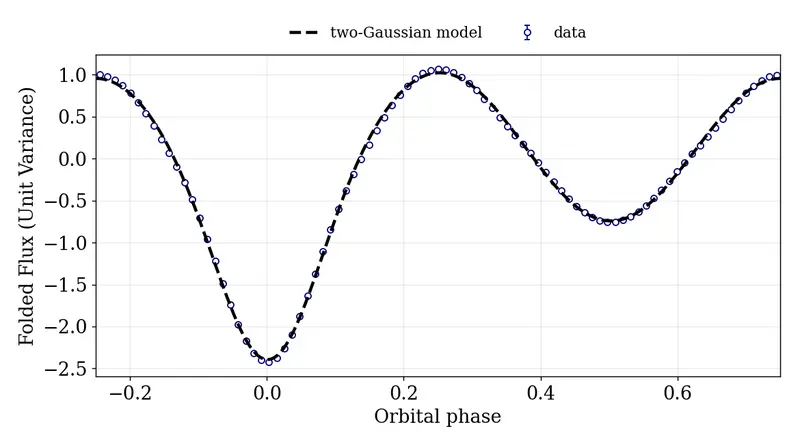 two-Gaussian model data
1.0
0.5
0.0
−0.5
−1.0
−1.5
−2.0
−2.5
Folded Flux (Unit Variance)
−0.2 0.0 0.2 0.4 0.6
Orbital phase